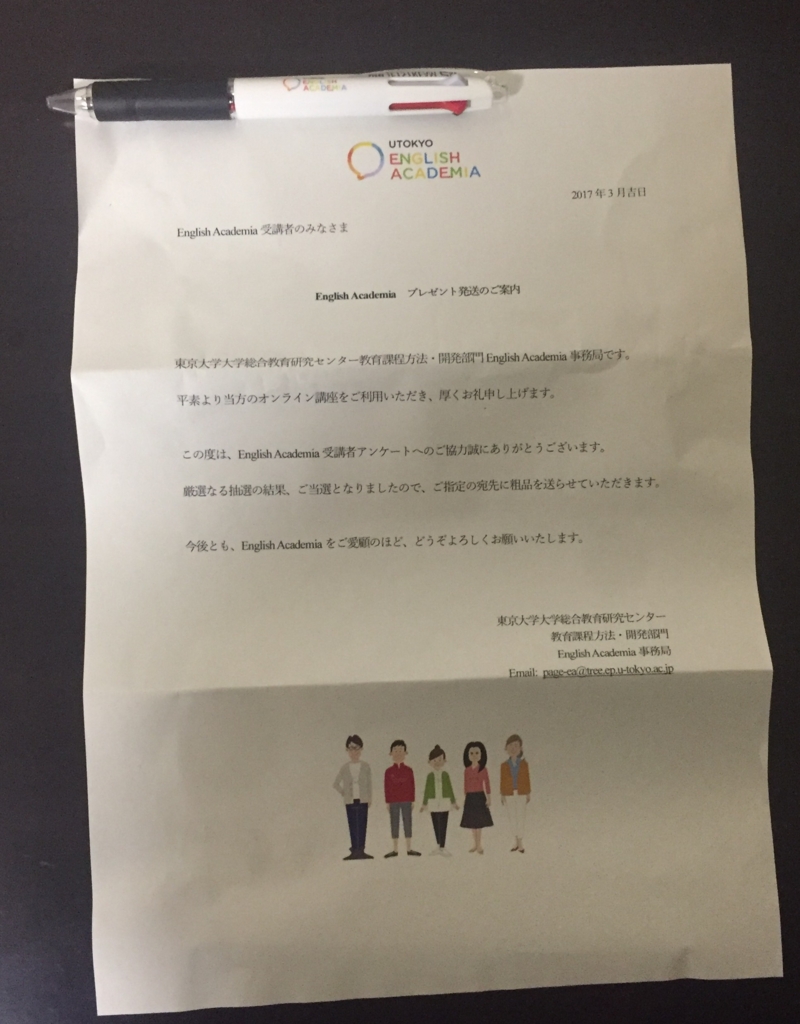 ACADEMIA
UTOKYO
ENGLISH
ACADEMIA
2017 年 3 月吉日
English Academia 受講者のみなさま
English Academia　プレゼント発送のご案内
東京大学大学総合教育研究センター教育課程方法・開発部門 English Academia 事務局です。
平素より当方のオンライン講座をご利用いただき、厚くお礼申し上げます。
この度は、English Academia 受講者アンケートへのご協力誠にありがとうございます。
厳選なる抽選の結果、ご当選となりましたので、ご指定の宛先に粗品を送らせていただきます。
今後とも、English Academia をご愛顧のほど、どうぞよろしくお願いいたします。
東京大学大学総合教育研究センター
教育課程方法・開発部門
English Academia 事務局
Email: page-ea@tree.ep.u-tokyo.ac.jp